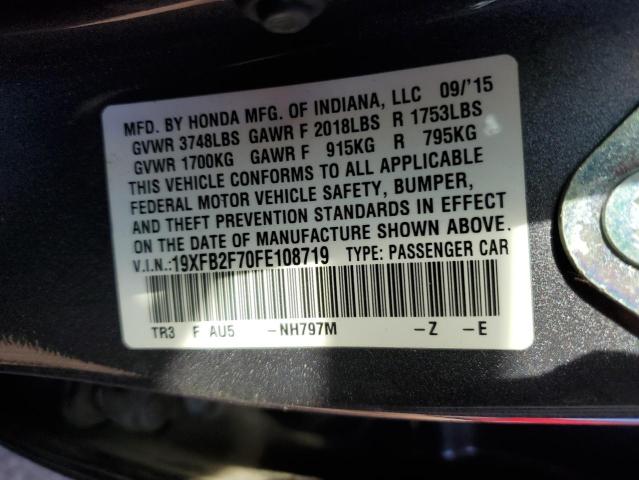 MFD. BY HONDA MFG. OF INDIANA, LLC 09/'15
GVWR 3748LBS GAWR F 2018LBS R 1753LBS
GVWR 1700KG GAWR F 915KG R 795KG
THIS VEHICLE CONFORMS TO ALL APPLICABLE
FEDERAL MOTOR VEHICLE SAFETY, BUMPER,
AND THEFT PREVENTION STANDARDS IN EFFECT
ON THE DATE OF MANUFACTURE SHOWN ABOVE.
V.I.N.:19XFB2F70FE108719 TYPE: PASSENGER CAR
TR3 F AU5 -NH797M -Z -E